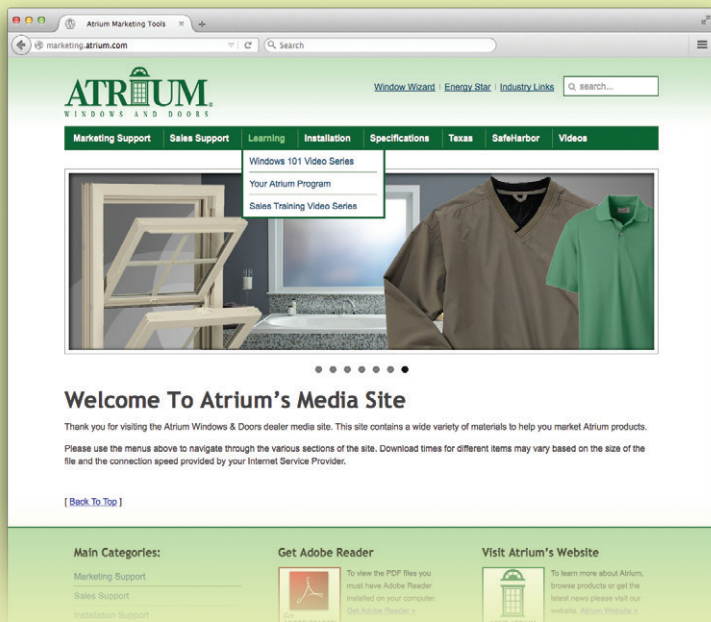 Atrium Marketing Tools
marketing.atrium.com
Search
ATRIUM®
WINDOWS AND DOORS
Window Wizard | Energy Star | Industry Links
search...
Marketing Support Sales Support Learning Installation Specifications Texas SafeHarbor Videos
Windows 101 Video Series
Your Atrium Program
Sales Training Video Series
Welcome To Atrium's Media Site
Thank you for visiting the Atrium Windows & Doors dealer media site. This site contains a wide variety of materials to help you market Atrium products.
Please use the menus above to navigate through the various sections of the site. Download times for different items may vary based on the size of the
file and the connection speed provided by your Internet Service Provider.
[ Back To Top ]
Main Categories:
Marketing Support
Sales Support
Installation Support
Get Adobe Reader
To view the PDF files you
must have Adobe Reader
installed on your computer.
Get Adobe Reader »
Get
Visit Atrium's Website
To learn more about Atrium,
browse products or get the
latest news please visit our
website. Atrium Website »